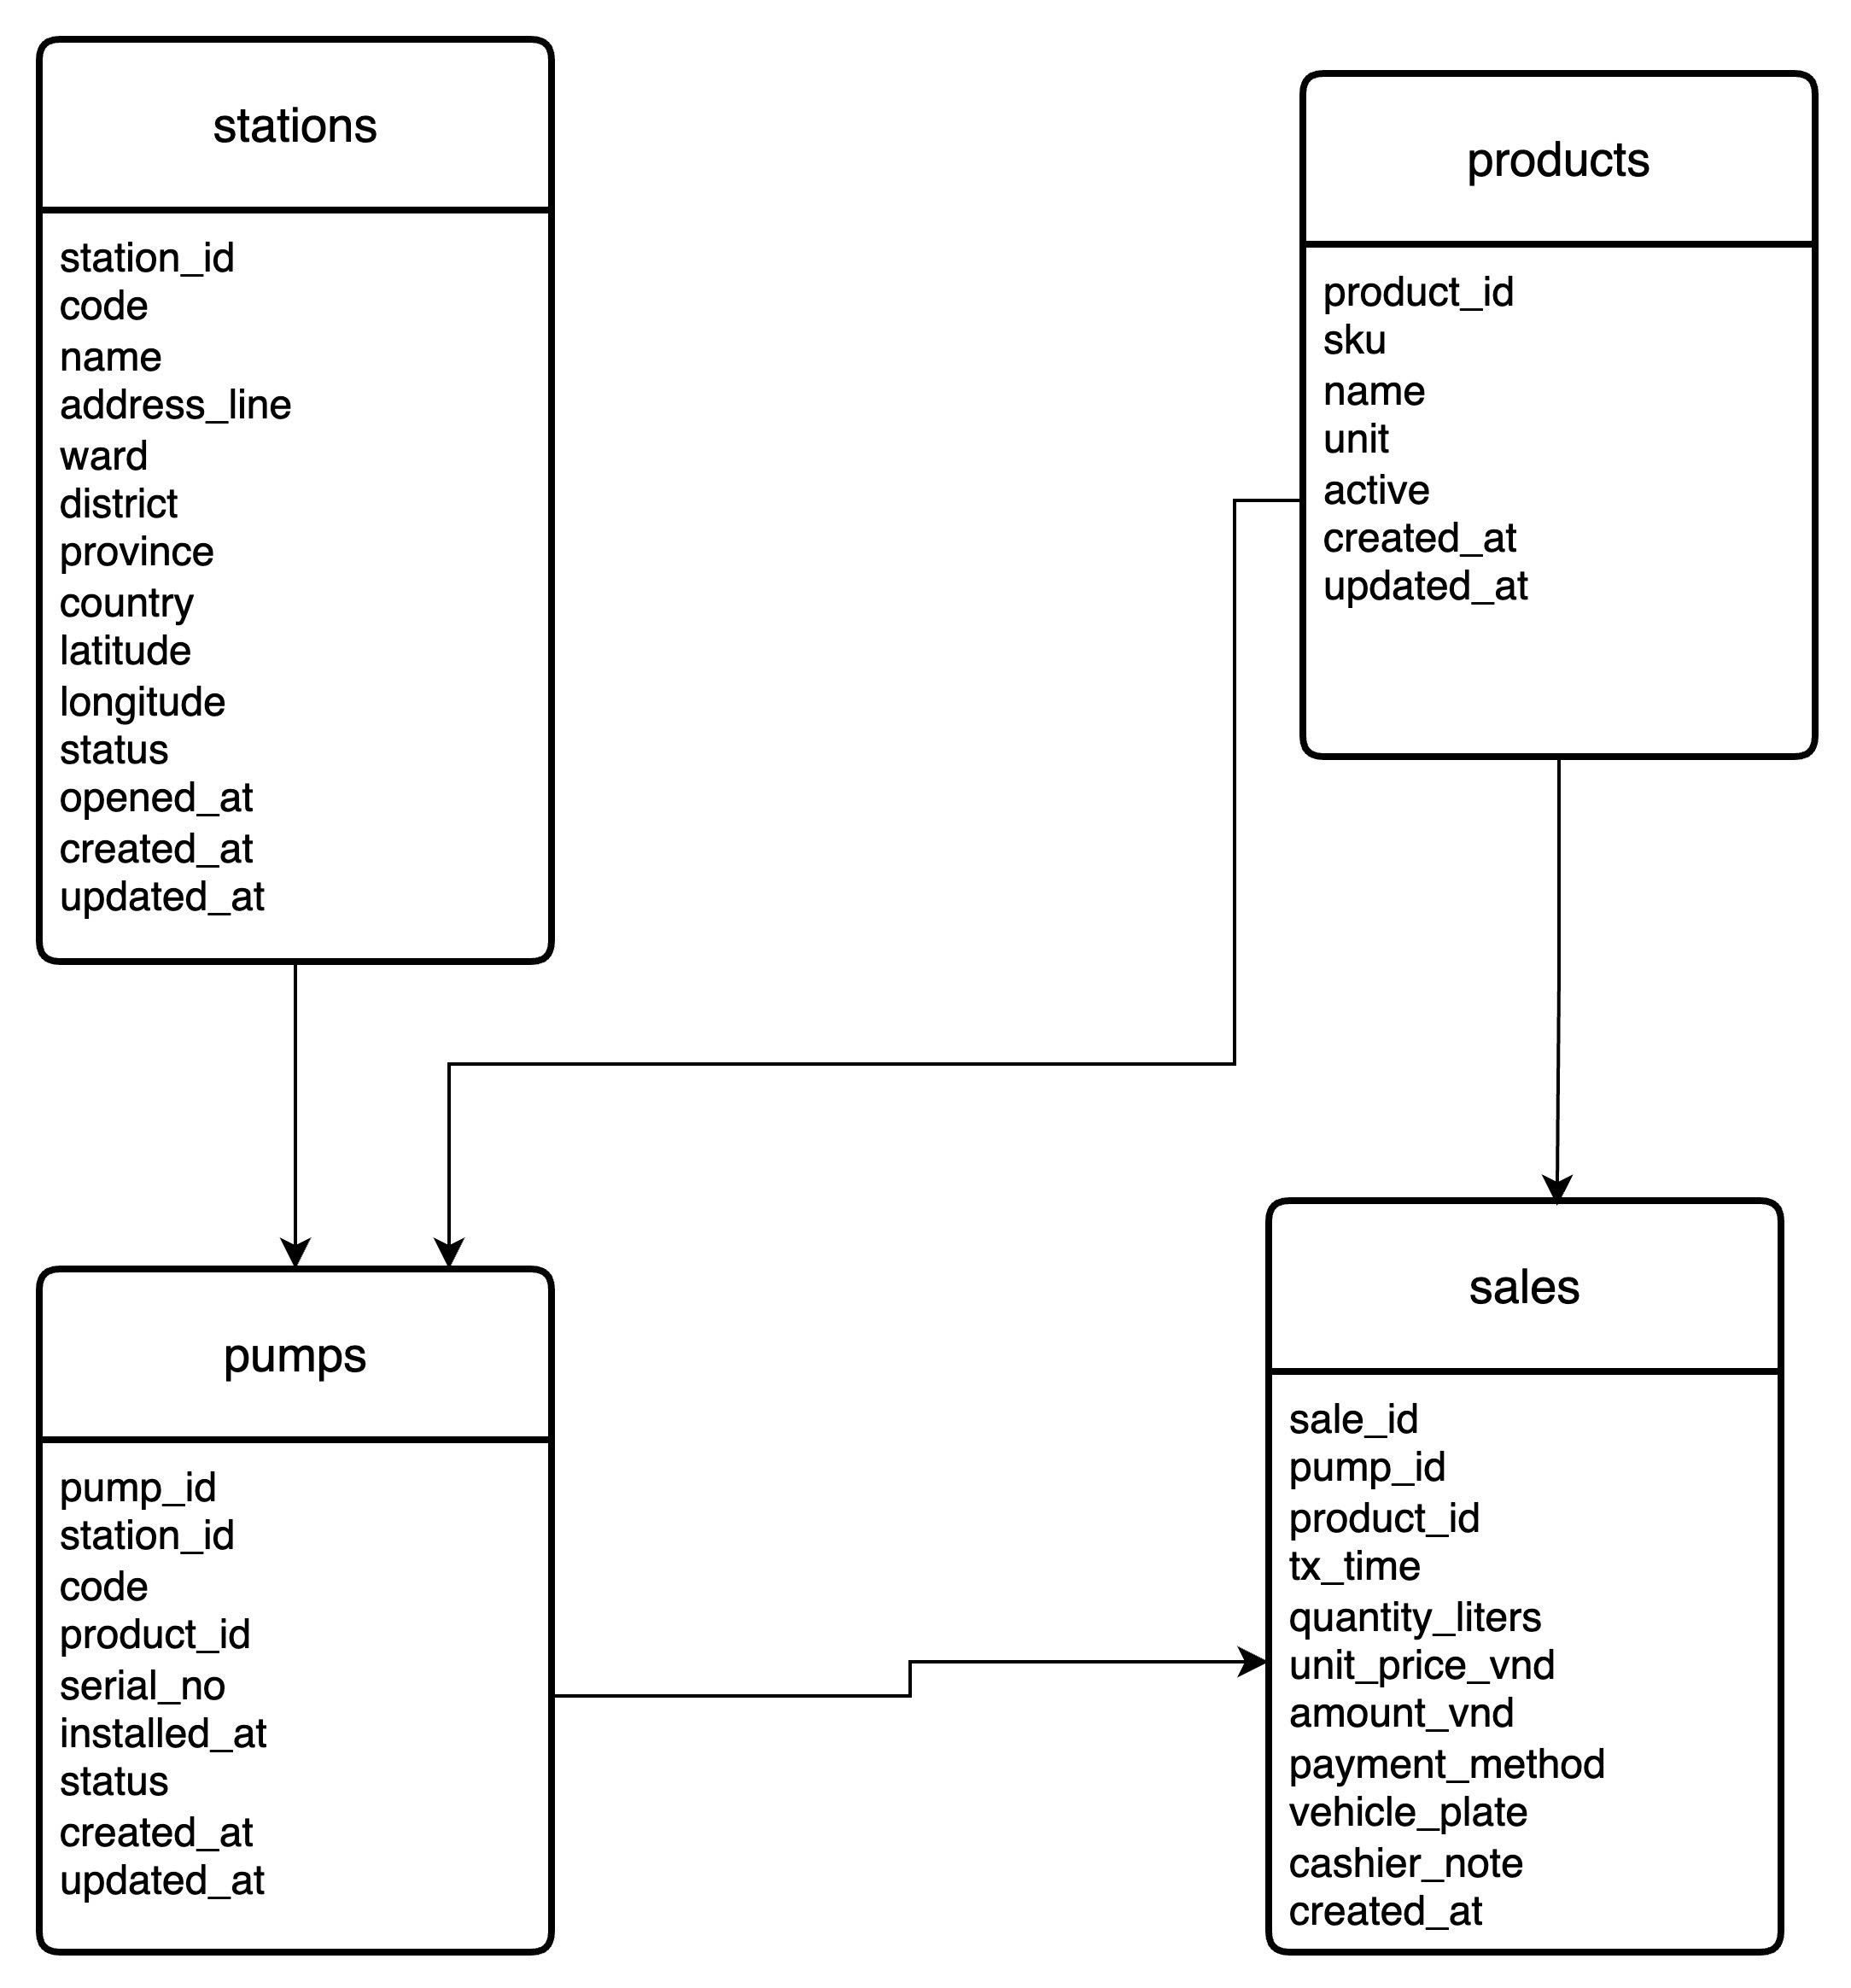 stations
station_id
code
name
address_line
ward
district
province
country
latitude
longitude
status
opened_at
created_at
updated_at
products
product_id
sku
name
unit
active
created_at
updated_at
pumps
pump_id
station_id
code
product_id
serial_no
installed_at
status
created_at
updated_at
sales
sale_id
pump_id
product_id
tx_time
quantity_liters
unit_price_vnd
amount_vnd
payment_method
vehicle_plate
cashier_note
created_at